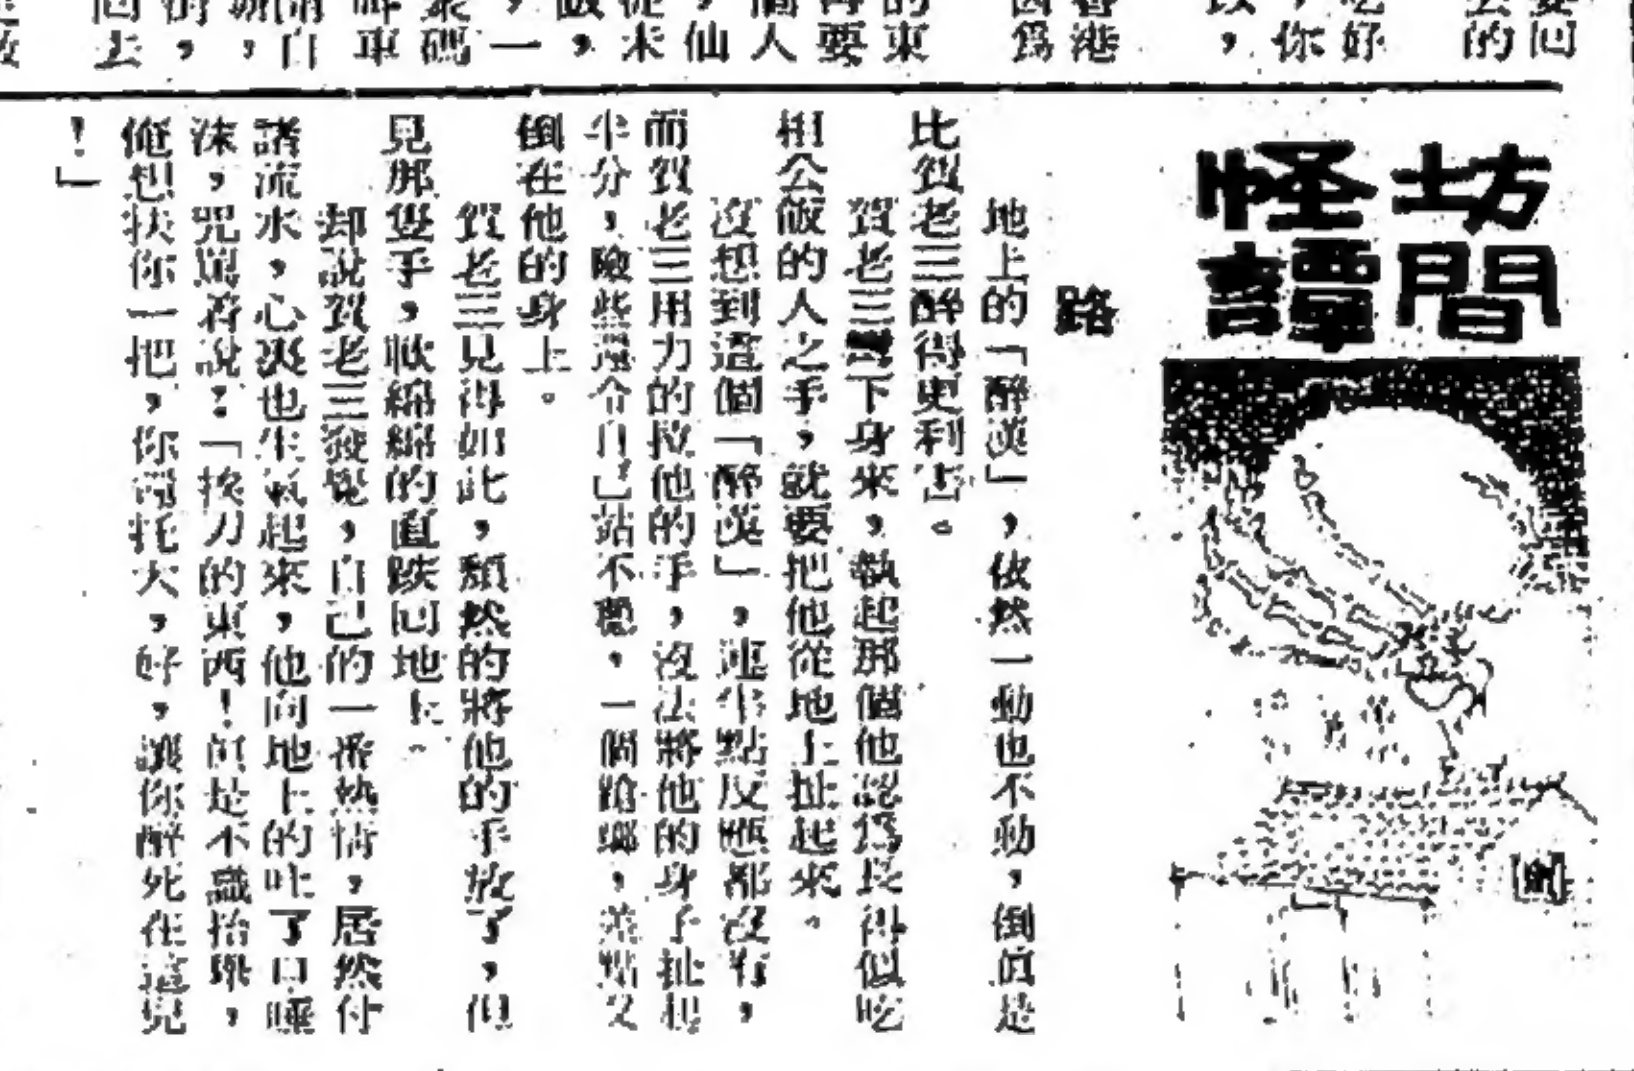 坊間
怪譚
路
地上的「醉漢」,依然一動也不動,倒眞是
比賀老三醉得更利害。
賀老三下身來,執起那個他認爲長得似吃
相公飯的人之手,就要把他從地上扯起來。
沒想到這個「醉漢」,連半點反應都沒有,
而賀老三用力的拉他的手,沒法將他的身子扯起
半分,險些還令自己站不穩,一個蹌踉,差點又
倒在他的身上。
賀老三見得如此,頹然的將他的手放了,但
見那隻手,軟綿綿的直跌回地上。
却說賀老三發覺,自己的一番熱情,居然付
諸流水,心裏也生氣起來,他向地上的吐了口唾
沫,咒罵着說:「挨刀的東西!眞是不識抬舉,
俺想扶你一把,你托大,好,讓你醉死在這兒
!」